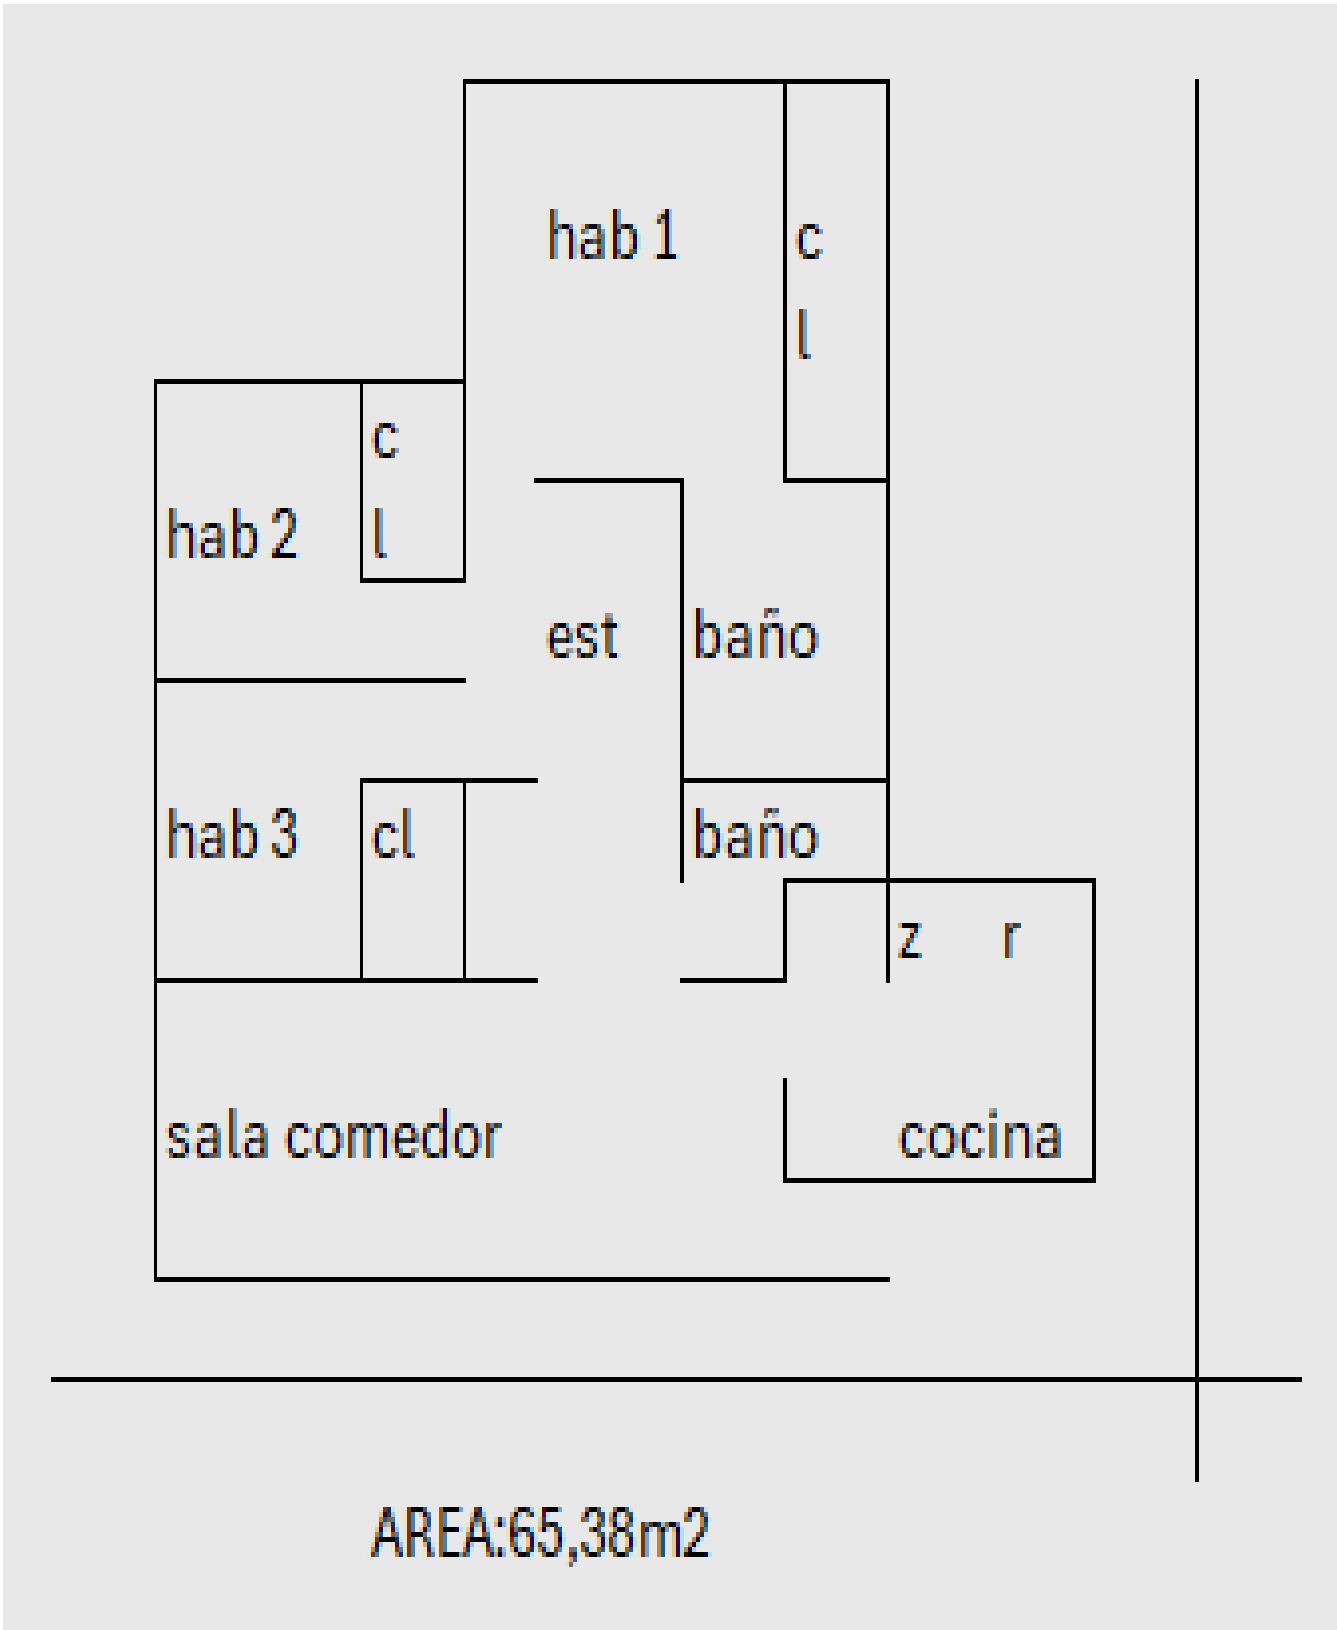 hab 1 c
l
c
hab 2 l
est baño
hab 3 cl baño
z r
sala comedor cocina
AREA:65,38m2